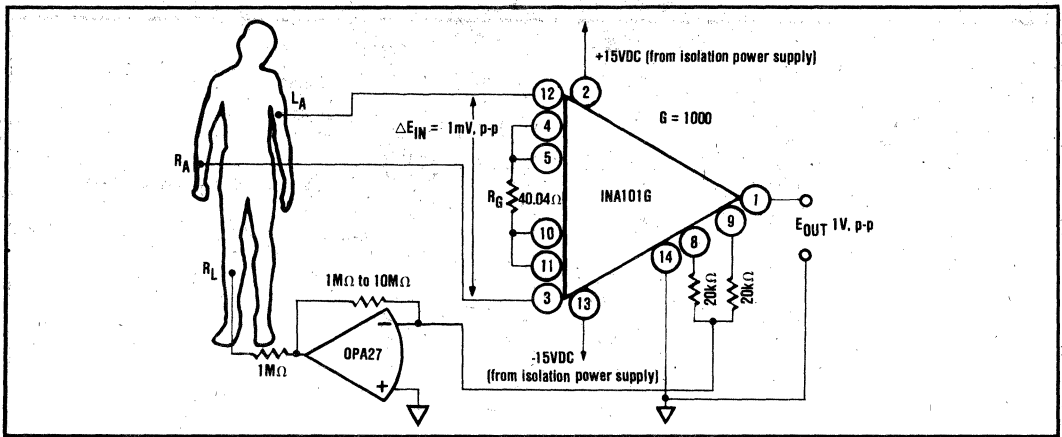 +15VDC (from isolation power supply)
L_A
12
2
ΔE_IN = 1mV, p-p
4
G = 1000
R_A
5
R_G 40.04Ω
INA101G
1
9
E_OUT 1V, p-p
10
8
14
R_L
11
1MΩ to 10MΩ
3
13
20kΩ
20kΩ
−
OPA27
1MΩ
+
-15VDC
(from isolation power supply)